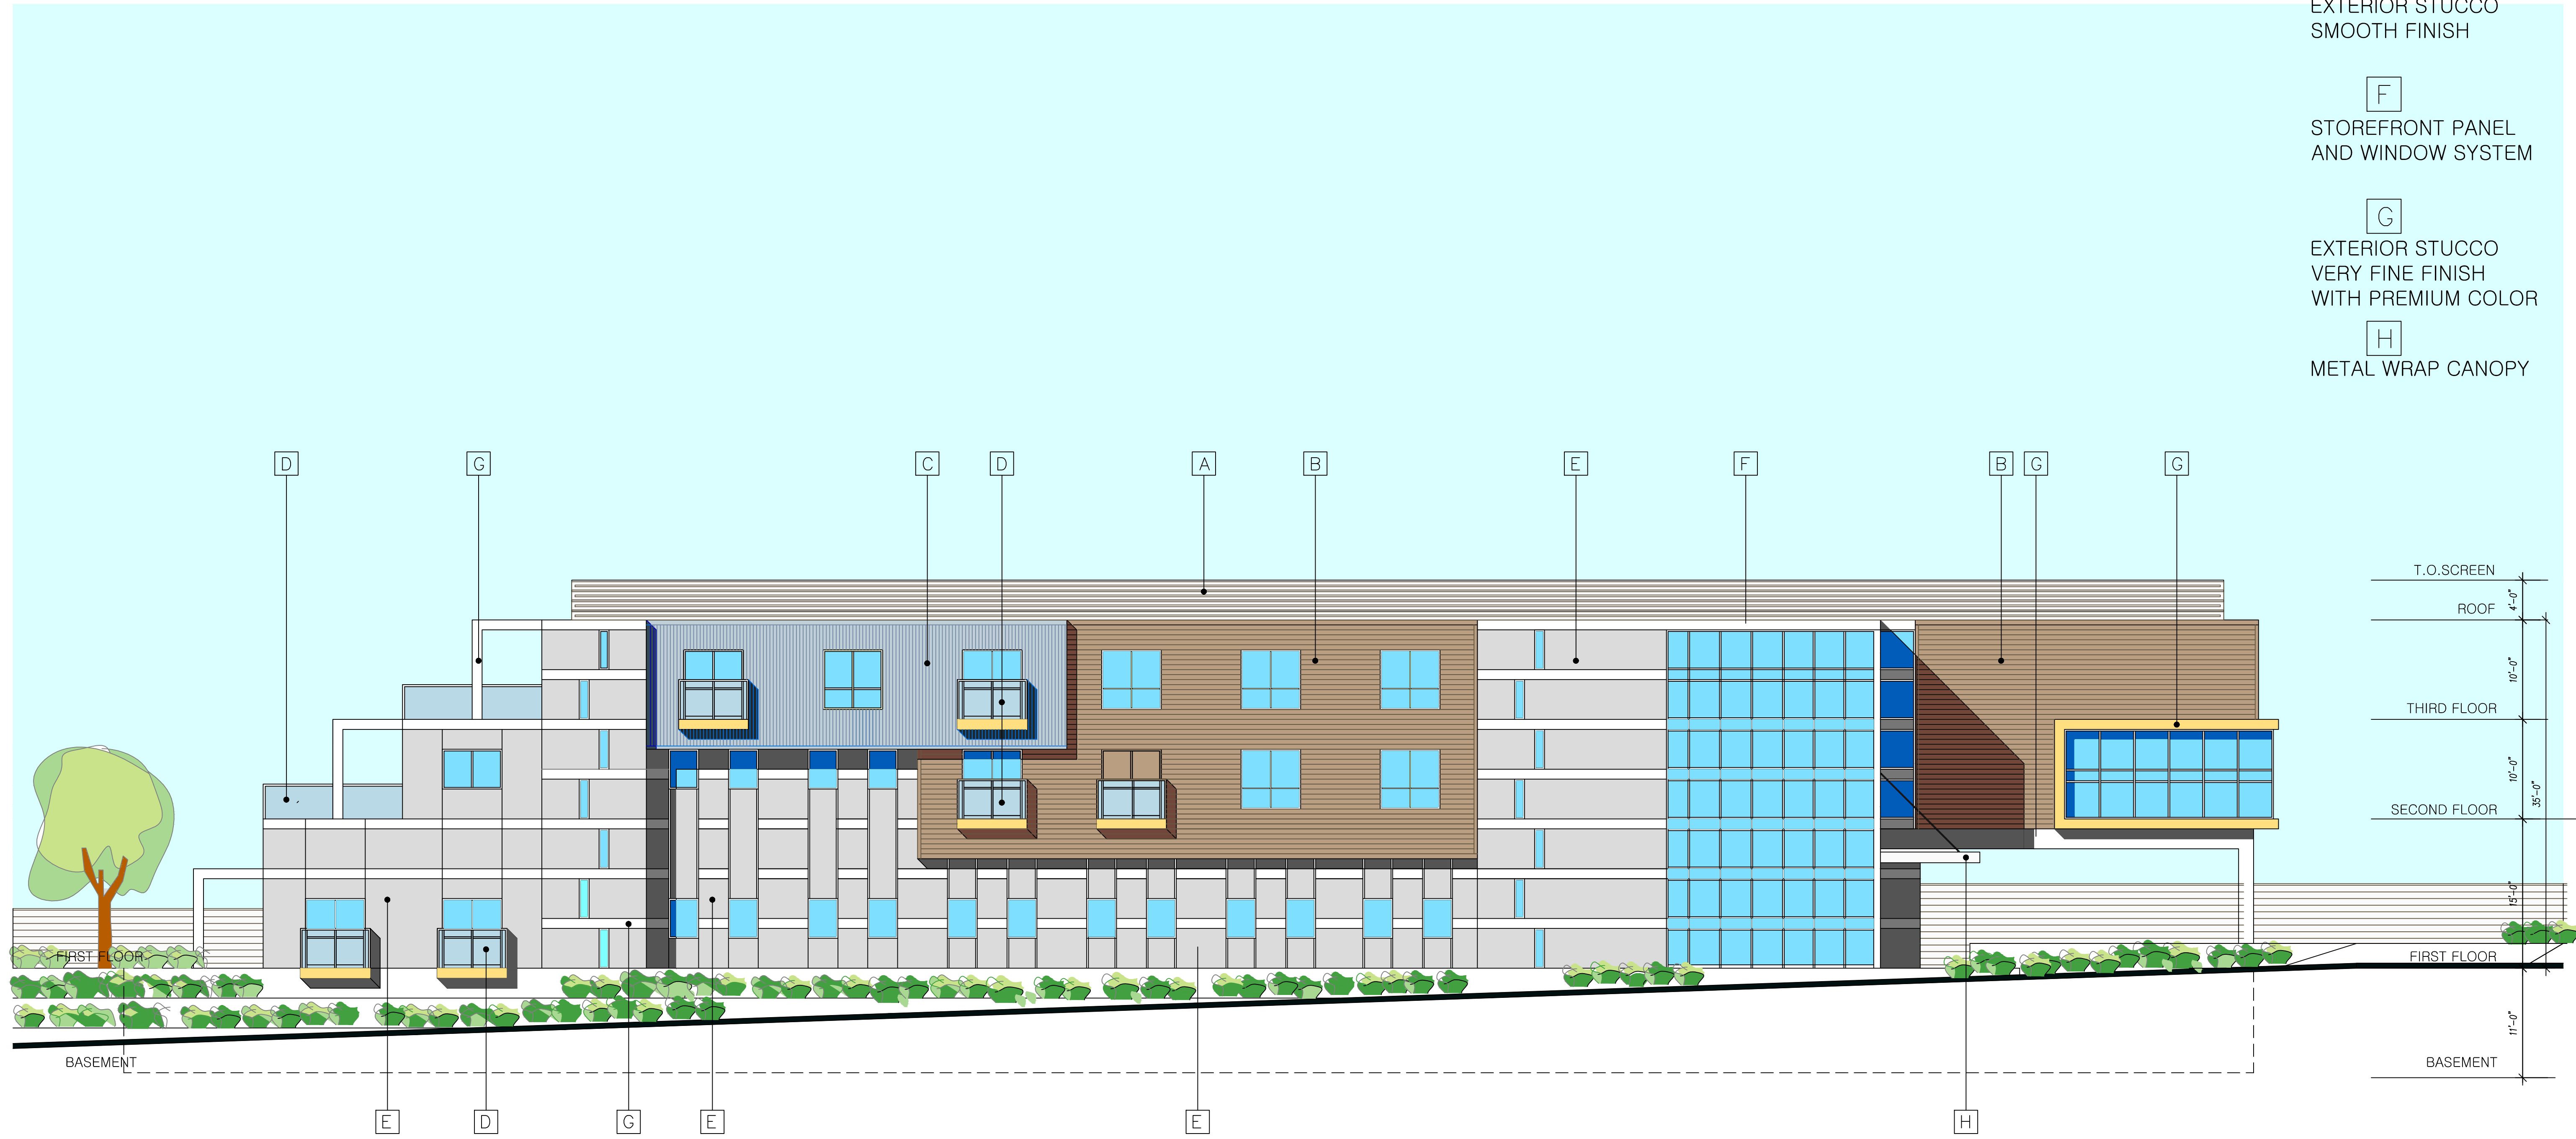 EXTERIOR STUCCO
SMOOTH FINISH
F
STOREFRONT PANEL
AND WINDOW SYSTEM
G
EXTERIOR STUCCO
VERY FINE FINISH
WITH PREMIUM COLOR
H
METAL WRAP CANOPY
D G C D A B E F B G G
T.O.SCREEN
4'-0"
ROOF
10'-0"
THIRD FLOOR
10'-0"
35'-0"
SECOND FLOOR
15'-0"
FIRST FLOOR
FIRST FLOOR
11'-0"
BASEMENT
BASEMENT
E D G E E H